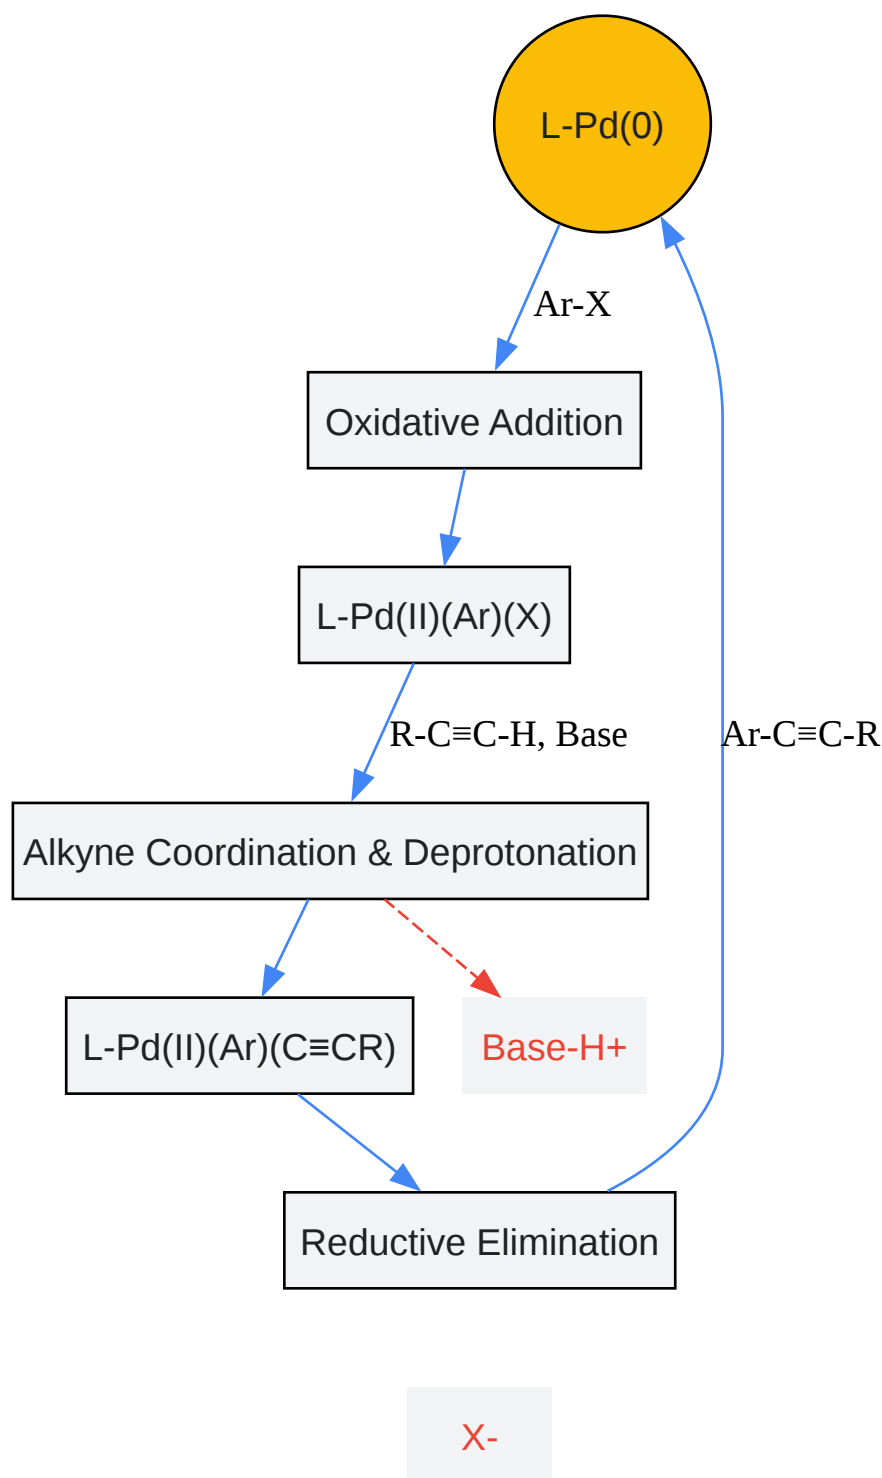 L-Pd(0)
Ar-X
Oxidative Addition
L-Pd(II)(Ar)(X)
R-C≡C-H, Base
Ar-C≡C-R
Alkyne Coordination & Deprotonation
L-Pd(II)(Ar)(C≡CR)
Base-H+
Reductive Elimination
X-